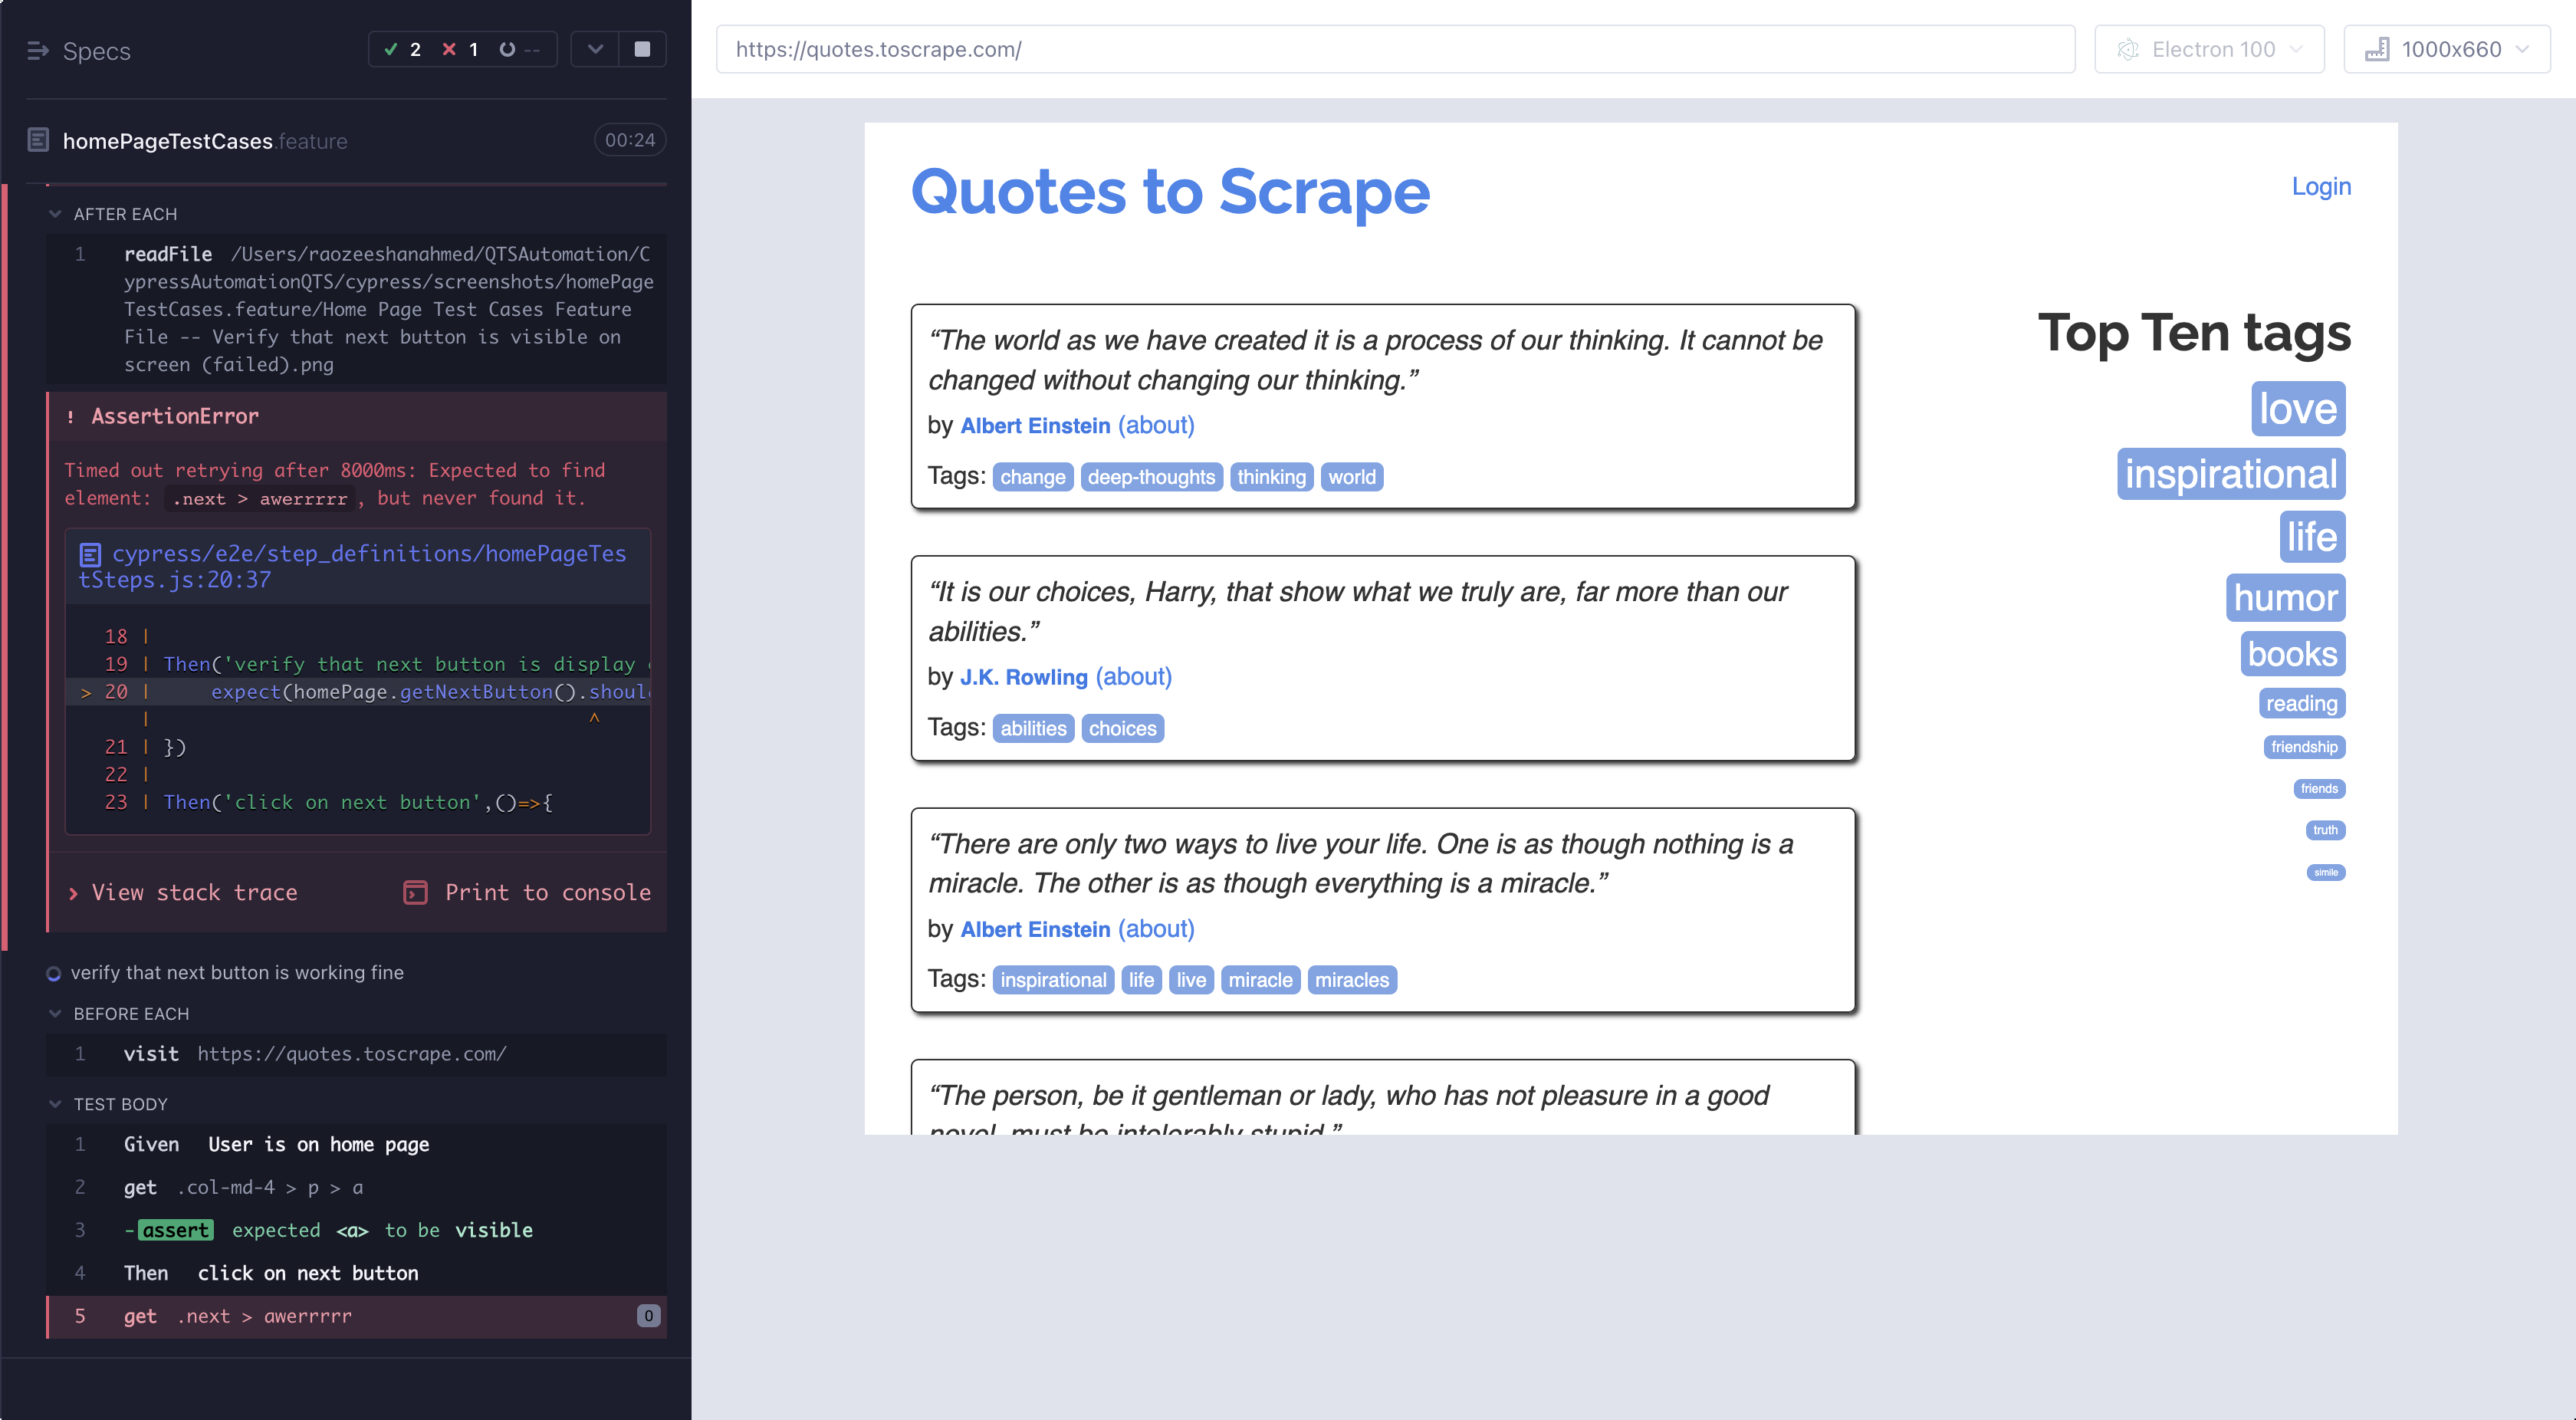 Specs
2 1 --
homePageTestCases.feature 00:24
AFTER EACH
1 readFile /Users/raozeeshanahmed/QTSAutomation/C
ypressAutomationQTS/cypress/screenshots/homePage
TestCases.feature/Home Page Test Cases Feature
File -- Verify that next button is visible on
screen (failed).png
! AssertionError
Timed out retrying after 8000ms: Expected to find
element: .next > awerrrrr, but never found it.
cypress/e2e/step_definitions/homePageTes
tSteps.js:20:37
18 |
19 | Then('verify that next button is display
> 20 | expect(homePage.getNextButton().shoul
| ^
21 | })
22 |
23 | Then('click on next button',()=>{
> View stack trace Print to console
verify that next button is working fine
BEFORE EACH
1 visit https://quotes.toscrape.com/
TEST BODY
1 Given User is on home page
2 get .col-md-4 > p > a
3 -assert expected <a> to be visible
4 Then click on next button
5 get .next > awerrrrr 0
https://quotes.toscrape.com/
Electron 100
1000x660
Quotes to Scrape
Login
“The world as we have created it is a process of our thinking. It cannot be
changed without changing our thinking.”
by Albert Einstein (about)
Tags: change deep-thoughts thinking world
“It is our choices, Harry, that show what we truly are, far more than our
abilities.”
by J.K. Rowling (about)
Tags: abilities choices
“There are only two ways to live your life. One is as though nothing is a
miracle. The other is as though everything is a miracle.”
by Albert Einstein (about)
Tags: inspirational life live miracle miracles
“The person, be it gentleman or lady, who has not pleasure in a good
novel, must be intolerably stupid.”
Top Ten tags
love
inspirational
life
humor
books
reading
friendship
friends
truth
simile